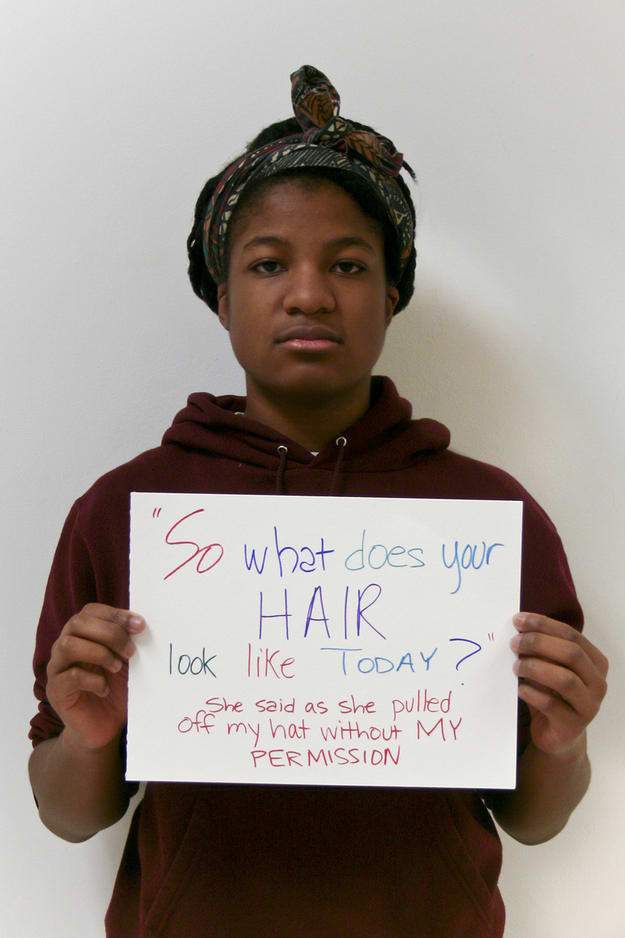 "So what does your
HAIR
look like TODAY?"
She said as she pulled
off my hat without MY
PERMISSION